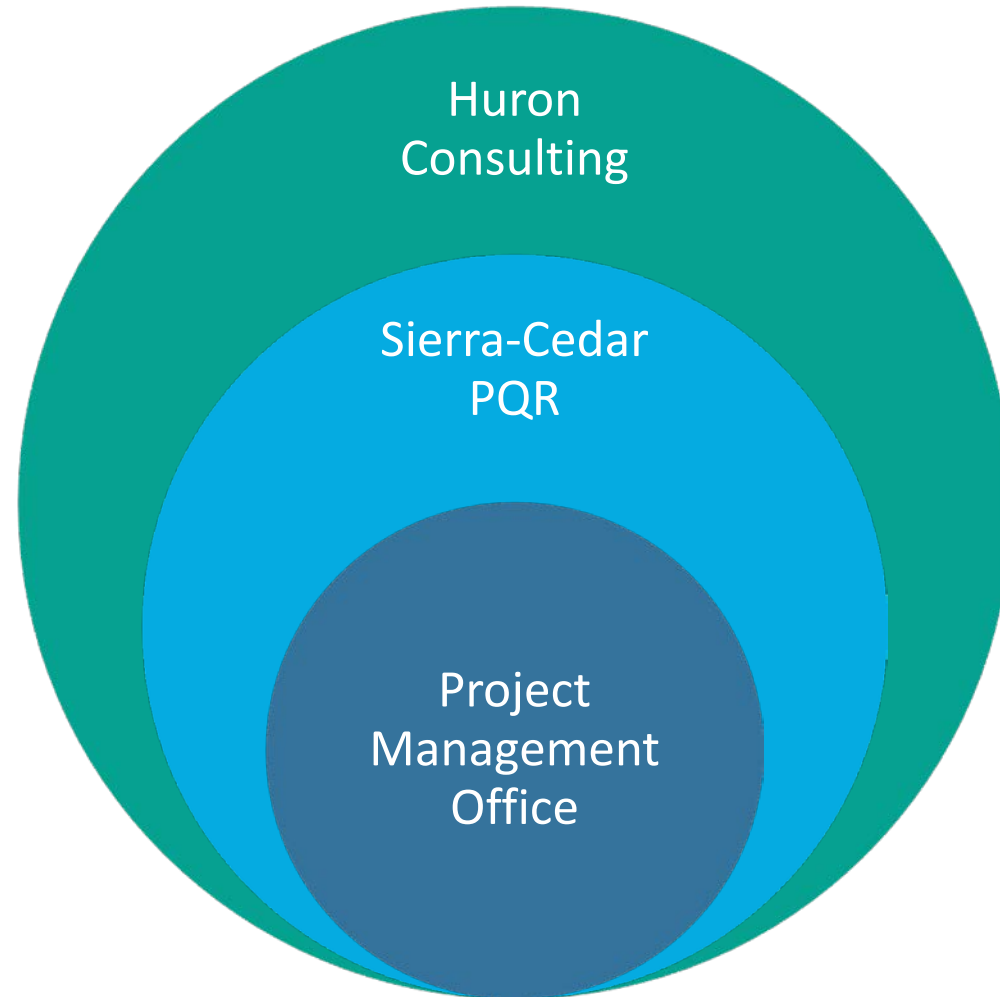 Huron
Consulting
Sierra-Cedar
PQR
Project
Management
Office